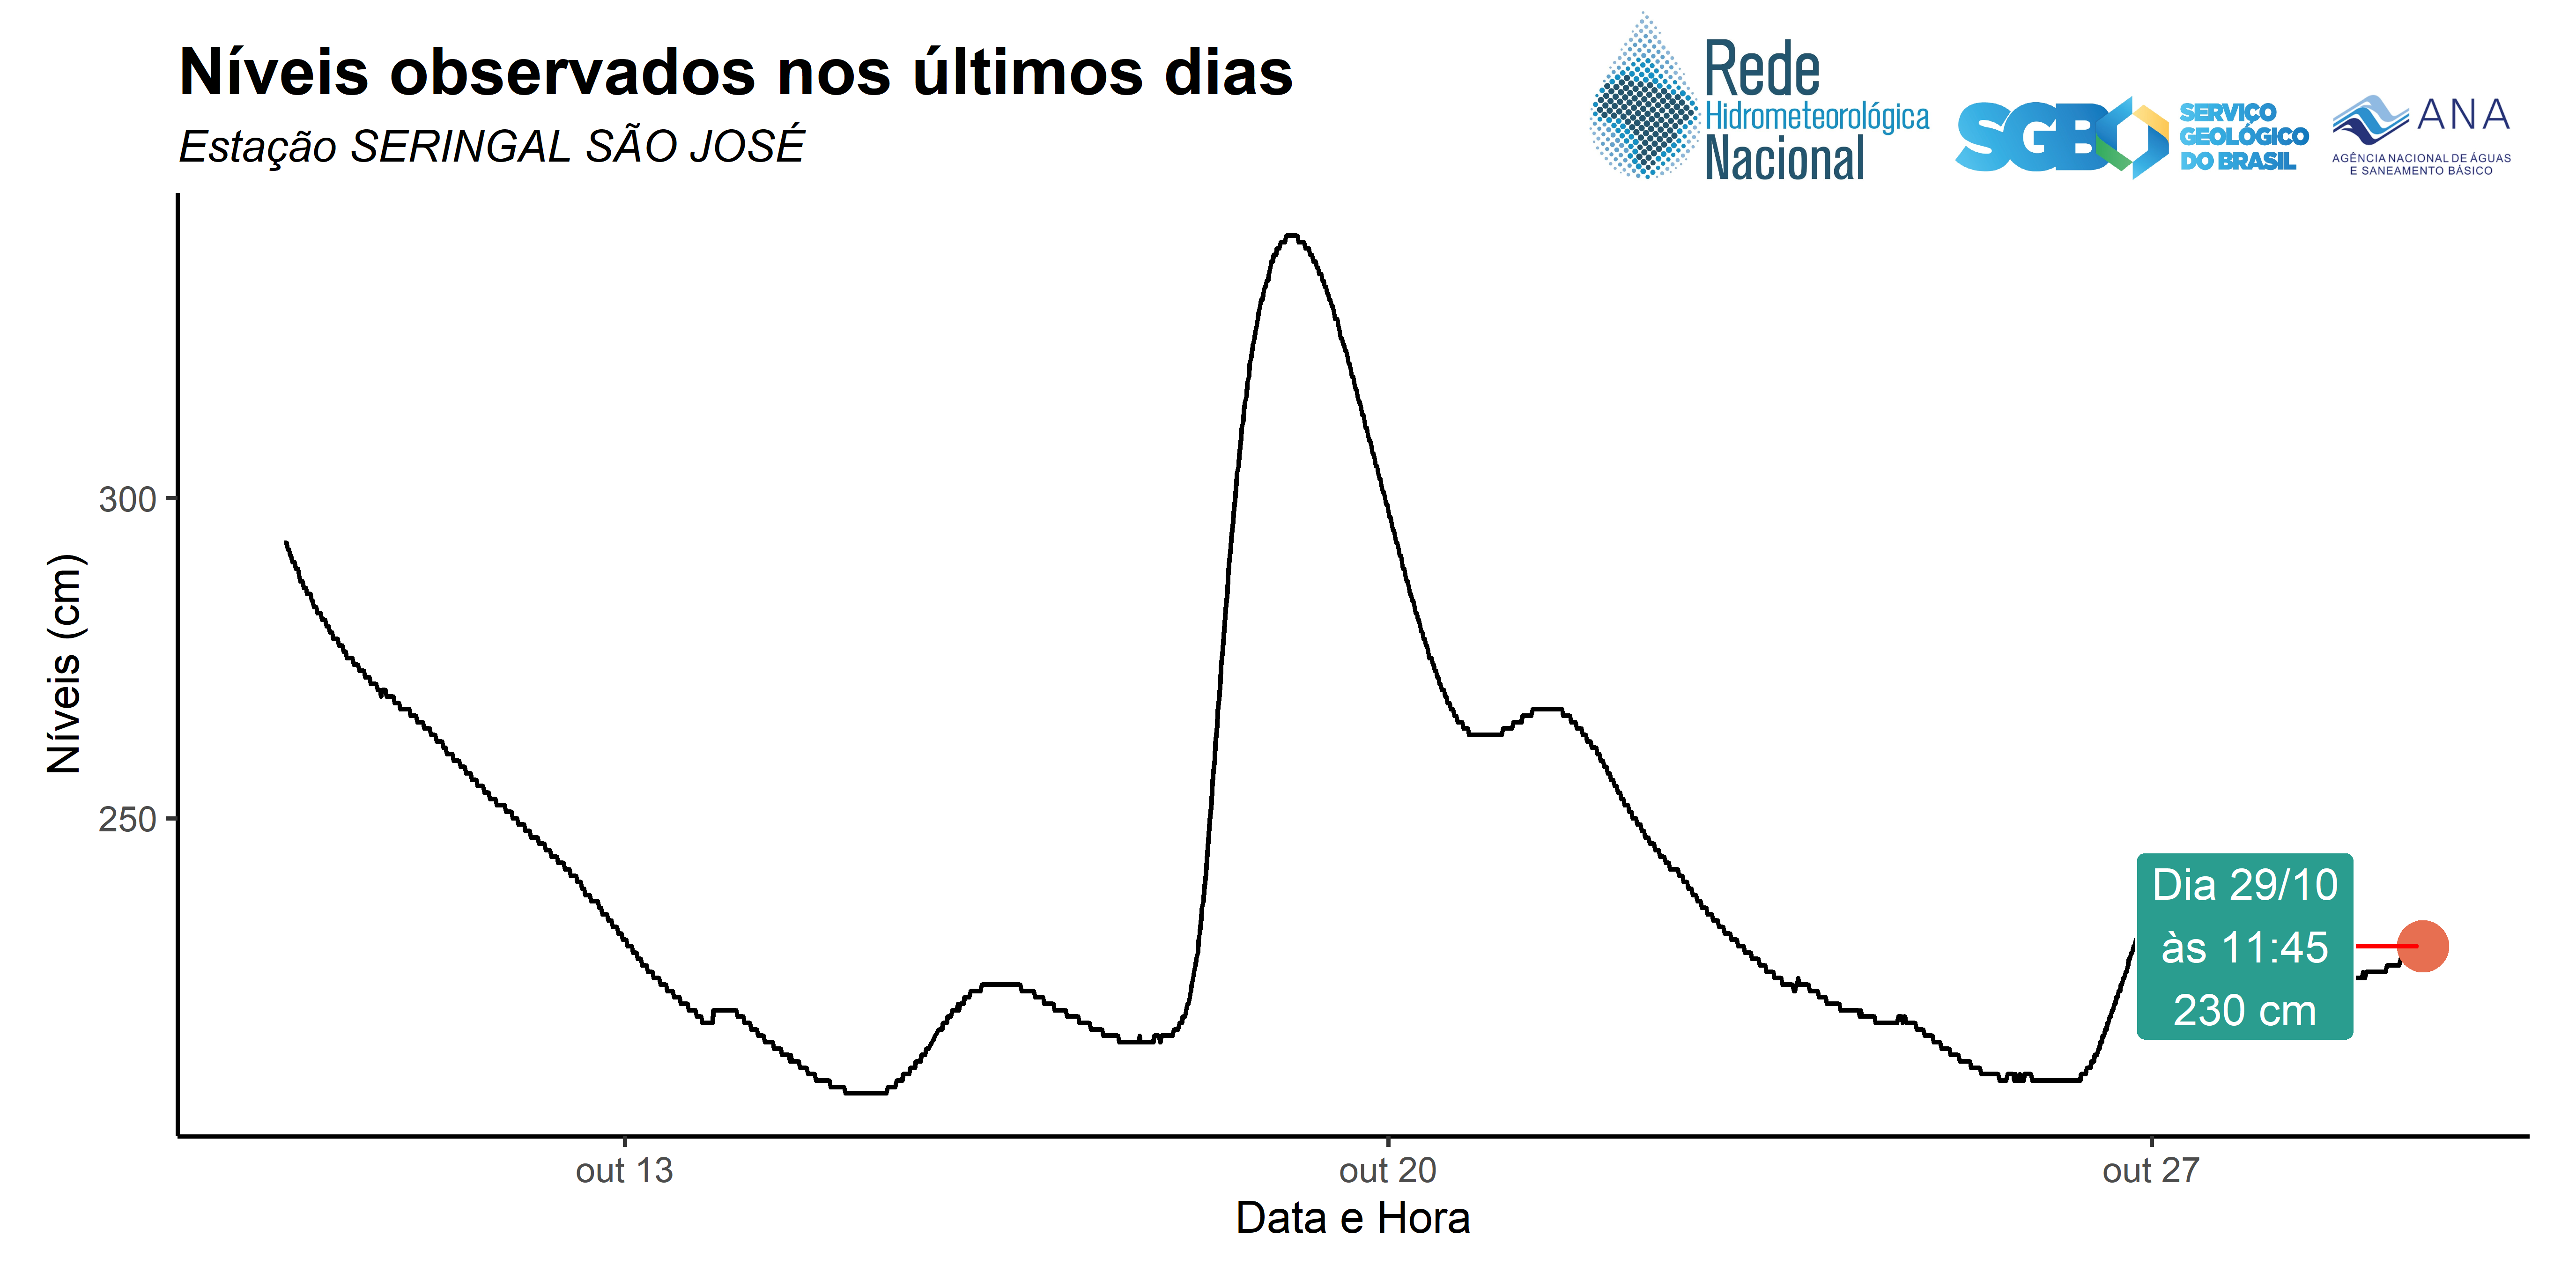 Níveis observados nos últimos dias
Estação SERINGAL SÃO JOSÉ
Rede
Hidrometeorológica
Nacional
SGB
SERVIÇO
GEOLÓGICO
DO BRASIL
ANA
AGÊNCIA NACIONAL DE ÁGUAS
E SANEAMENTO BÁSICO
Níveis (cm)
300
250
Dia 29/10
às 11:45
230 cm
out 13
out 20
out 27
Data e Hora